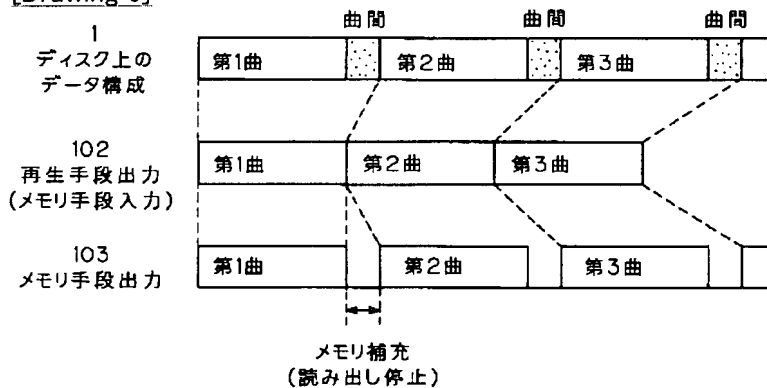 曲間 曲間 曲間
1
ディスク上の
データ構成
第1曲 第2曲 第3曲
102
再生手段出力
(メモリ手段入力)
第1曲 第2曲 第3曲
103
メモリ手段出力
第1曲 第2曲 第3曲
メモリ補充
(読み出し停止)